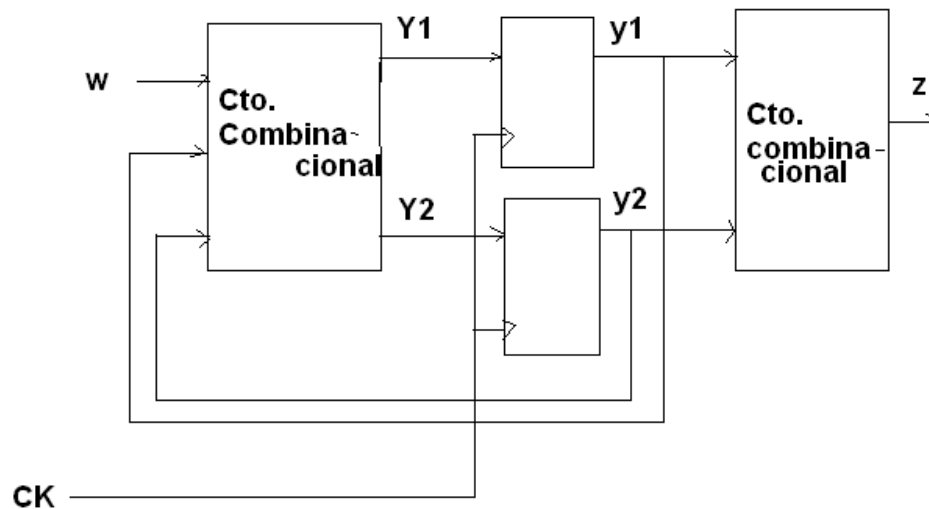 w
Cto.
Combina-
cional
Y1
Y2
y1
y2
Cto.
combina-
cional
z
CK